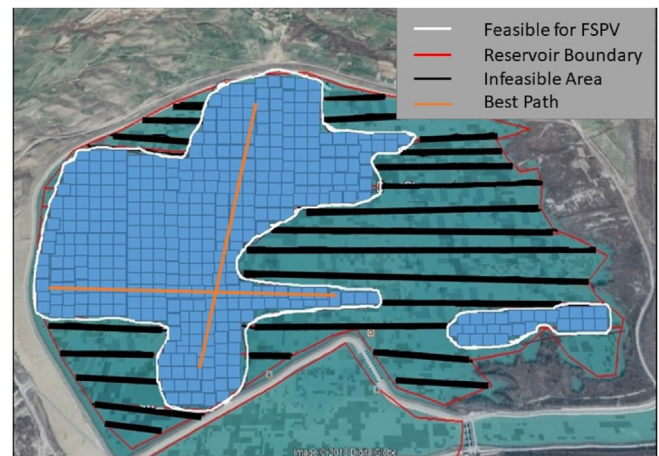 Feasible for FSPV
Reservoir Boundary
Infeasible Area
Best Path
Image © 2018 DigitalGlobe